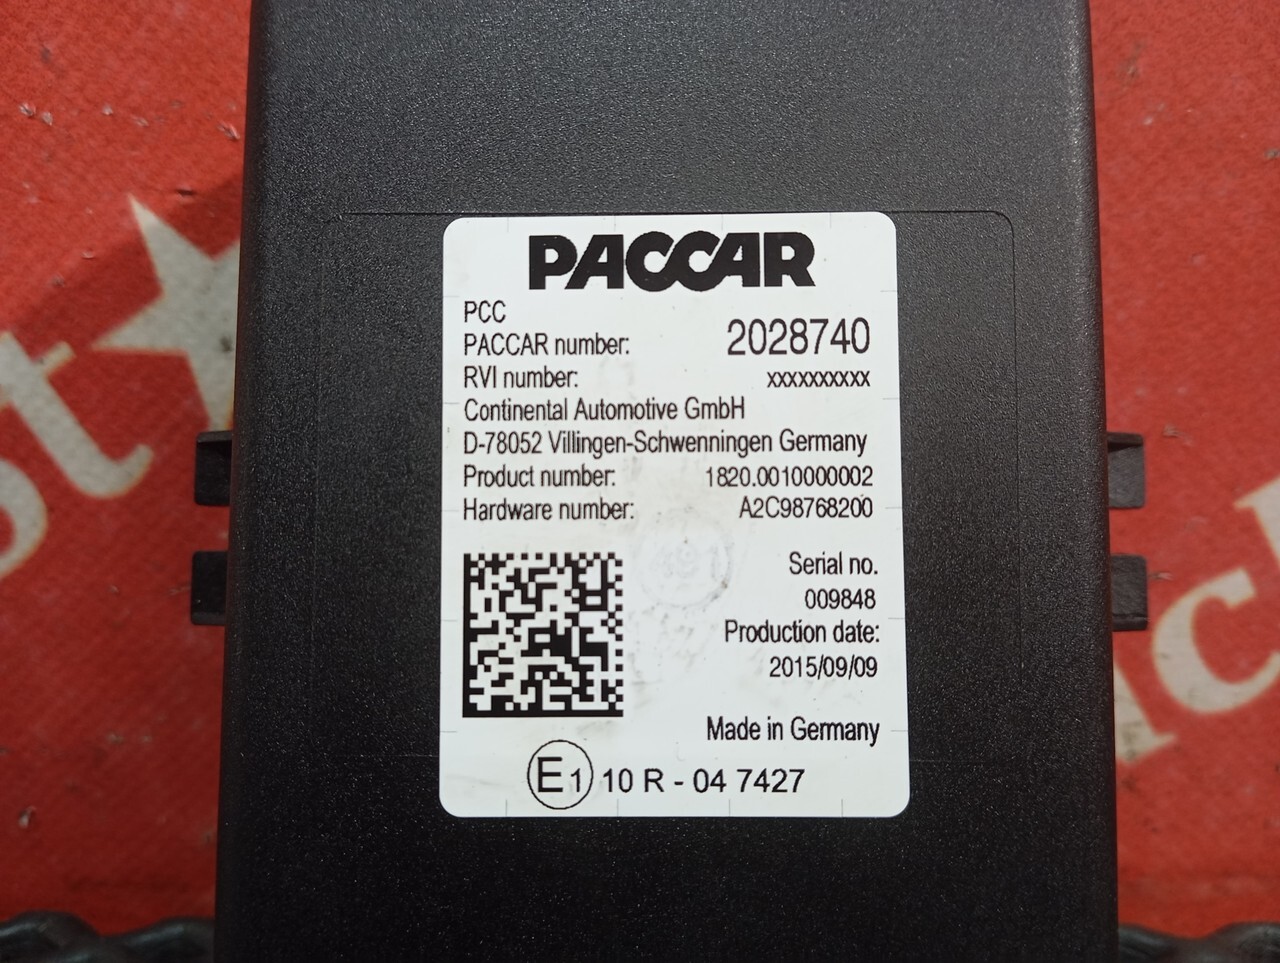 PACCAR
PCC
PACCAR number: 2028740
RVI number: xxxxxxxxxx
Continental Automotive GmbH
D-78052 Villingen-Schwenningen Germany
Product number: 1820.0010000002
Hardware number: A2C98768200
Serial no.
009848
Production date:
2015/09/09
Made in Germany
E1 10 R - 04 7427